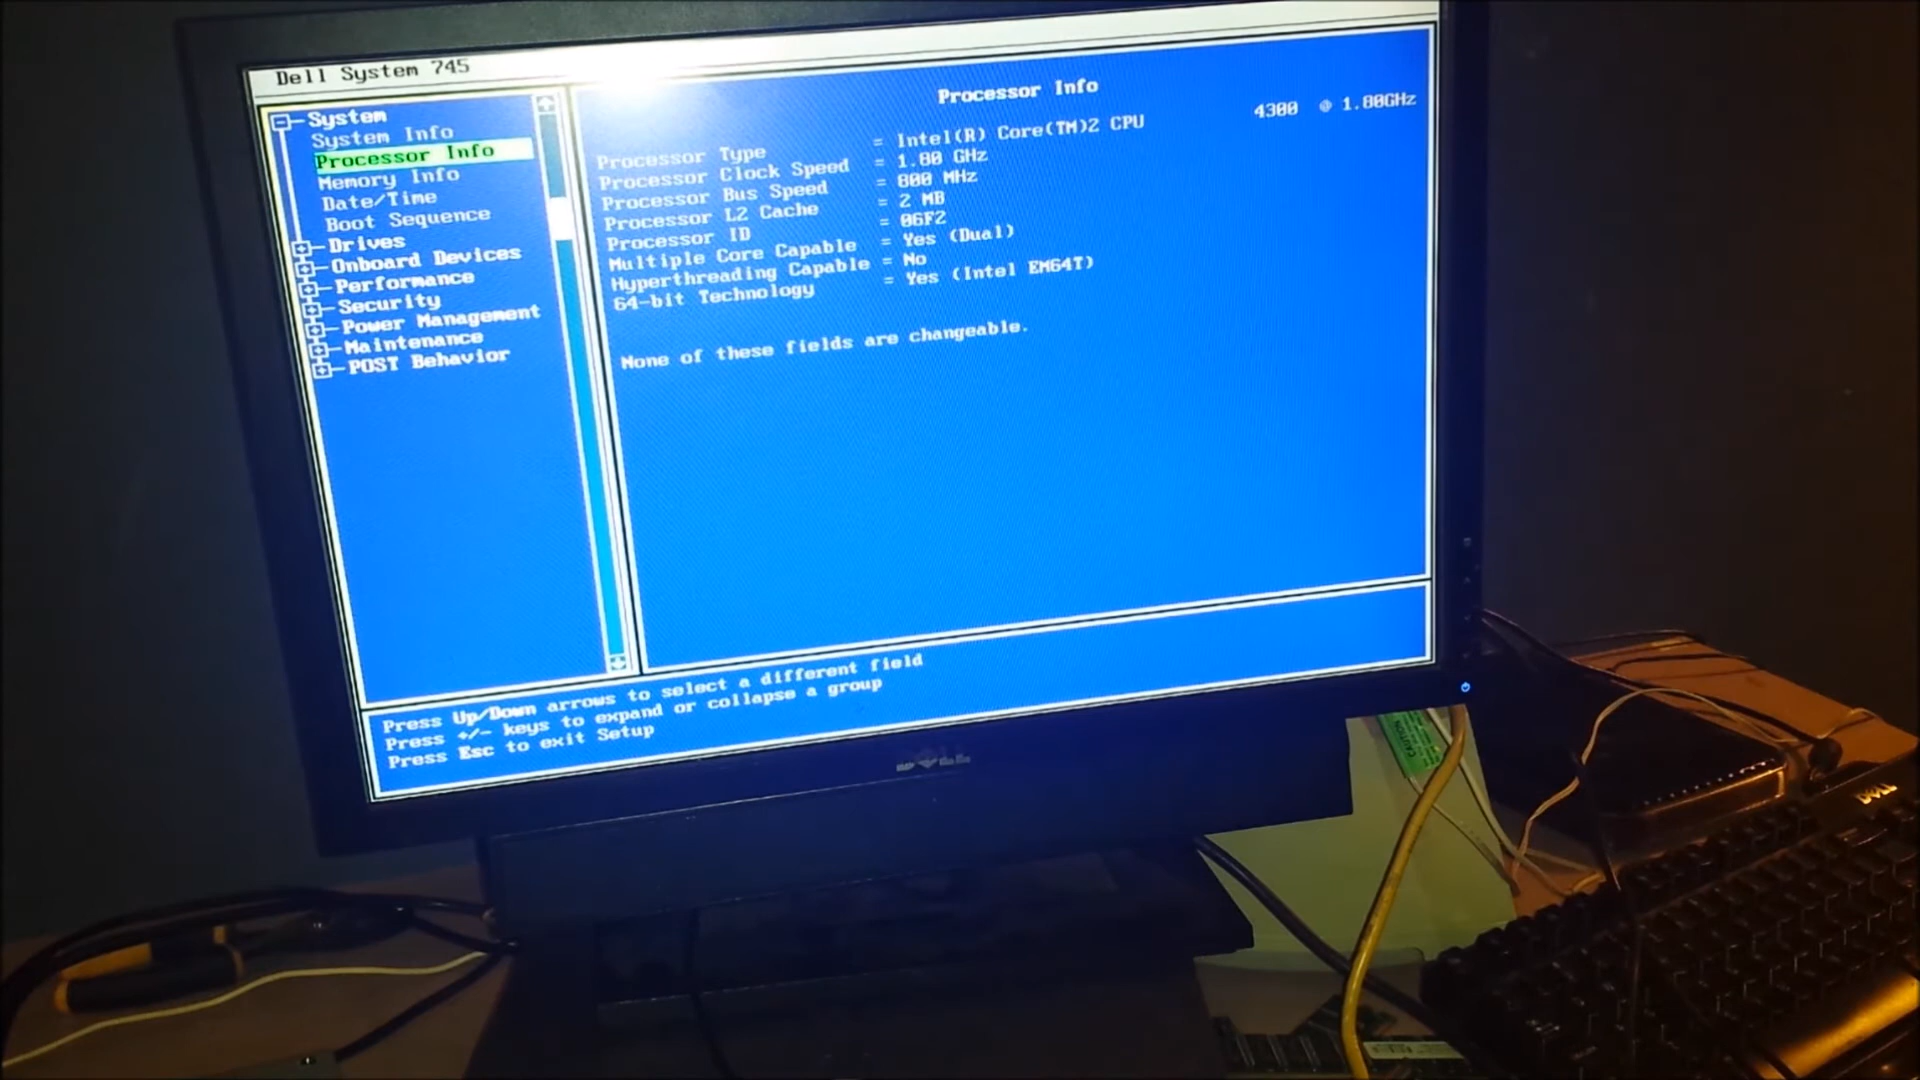 Dell System 745
System
System Info
Processor Info
Memory Info
Date/Time
Boot Sequence
Drives
Onboard Devices
Performance
Security
Power Management
Maintenance
POST Behavior
Processor Info
Processor Type = Intel(R) Core(TM)2 CPU 4300 @ 1.80GHz
Processor Clock Speed = 1.80 GHz
Processor Bus Speed = 800 MHz
Processor L2 Cache = 2 MB
Processor ID = 06F2
Multiple Core Capable = Yes (Dual)
Hyperthreading Capable = No
64-bit Technology = Yes (Intel EM64T)
None of these fields are changeable.
Press Up/Down arrows to select a different field
Press +/- keys to expand or collapse a group
Press Esc to exit Setup
CAUTION
DELL